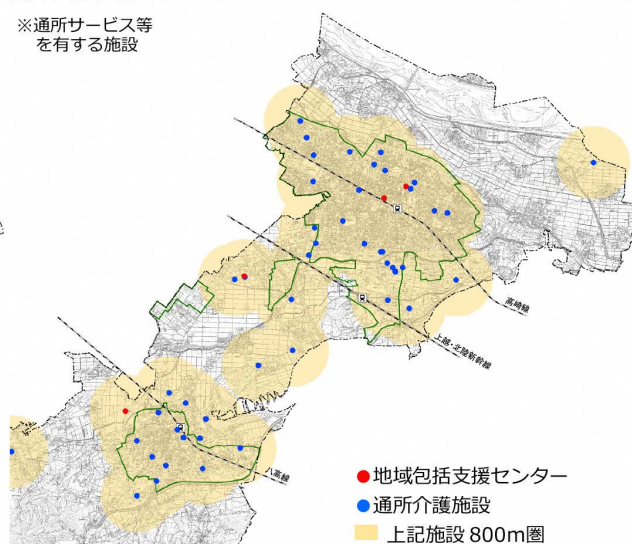 ※通所サービス等
を有する施設
高崎線
上越・北陸新幹線
八高線
地域包括支援センター
通所介護施設
上記施設 800m圏